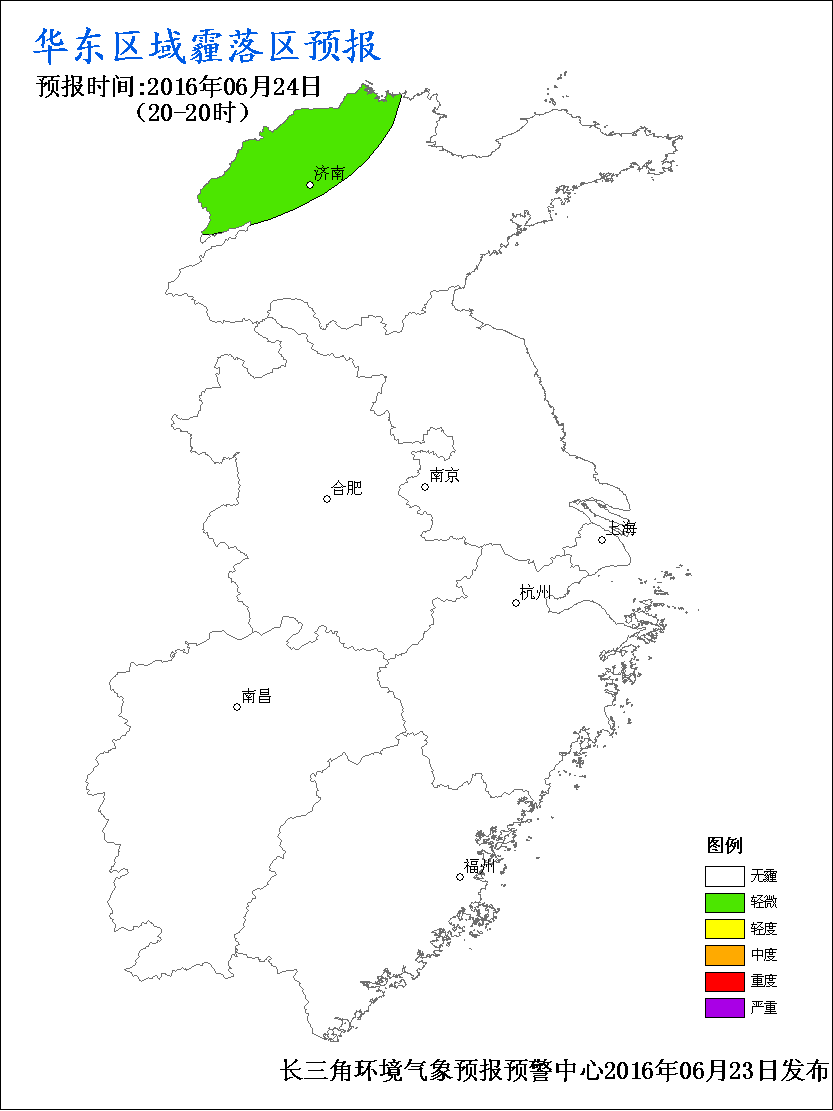 华东区域霾落区预报
预报时间:2016年06月24日
(20-20时)
济南
南京
合肥
上海
杭州
南昌
福州
图例
无霾
轻微
轻度
中度
重度
严重
长三角环境气象预报预警中心2016年06月23日发布